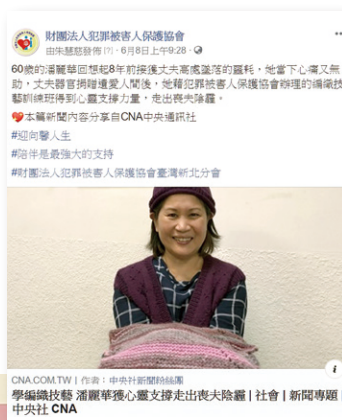 財團法人犯罪被害人保護協會
由朱慧慈發佈 [?] · 6月8日上午9:28 ·
60歲的潘麗華回想起8年前接獲丈夫高處墜落的噩耗，她當下心痛又無
助，丈夫器官捐贈遺愛人間後，她藉犯罪被害人保護協會辦理的編織技
藝訓練班得到心靈支撐力量，走出喪夫陰霾。
本篇新聞內容分享自CNA中央通訊社
#迎向馨人生
#陪伴是最強大的支持
#財團法人犯罪被害人保護協會臺灣新北分會
CNA.COM.TW | 作者：中央社新聞粉絲團
學編織技藝 潘麗華獲心靈支撐走出喪夫陰霾 | 社會 | 新聞專題 |
中央社 CNA